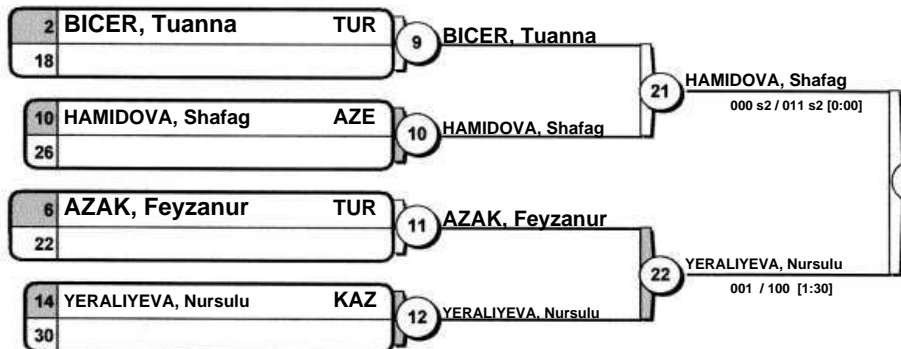 2 BICER, Tuanna TUR
18
9
BICER, Tuanna
10 HAMIDOVA, Shafag AZE
26
10
HAMIDOVA, Shafag
21
HAMIDOVA, Shafag
000 s2 / 011 s2 [0:00]
6 AZAK, Feyzanur TUR
22
11
AZAK, Feyzanur
14 YERALIYEVA, Nursulu KAZ
30
12
YERALIYEVA, Nursulu
22
YERALIYEVA, Nursulu
001 / 100 [1:30]